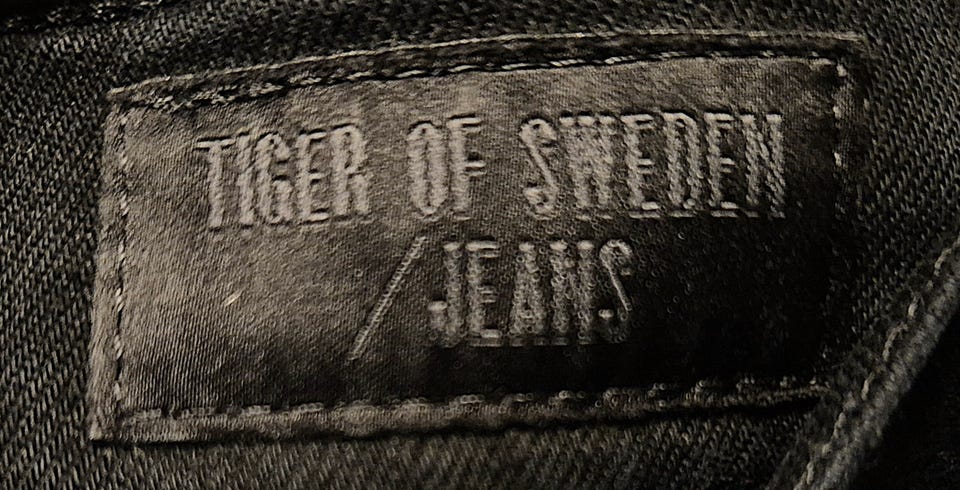 TIGER OF SWEDEN
/JEANS